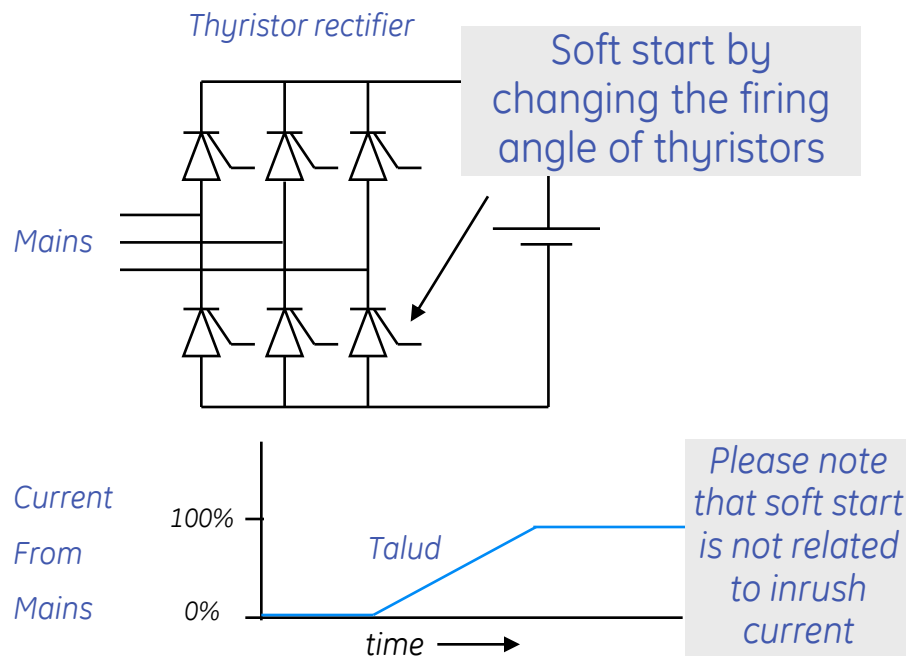 Thyristor rectifier
Soft start by
changing the firing
angle of thyristors
Mains
Current
From
Mains
100%
0%
Talud
time
Please note
that soft start
is not related
to inrush
current